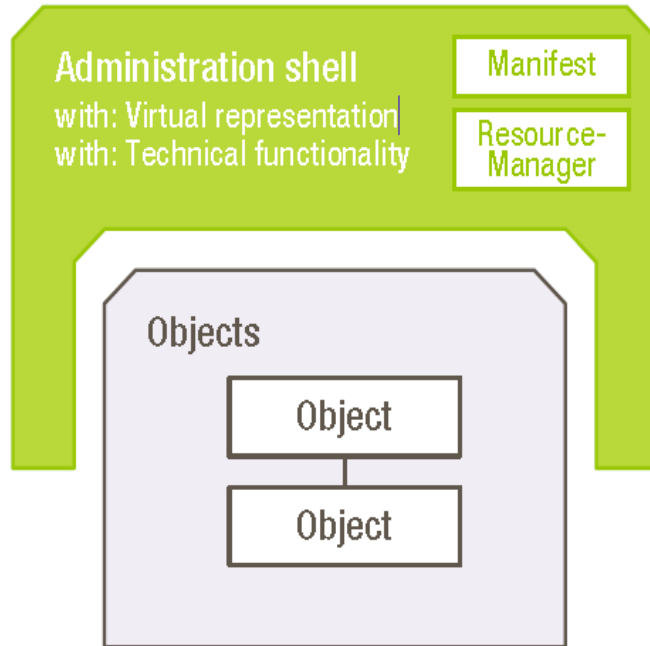 Administration shell
with: Virtual representation
with: Technical functionality
Manifest
Resource-
Manager
Objects
Object
Object